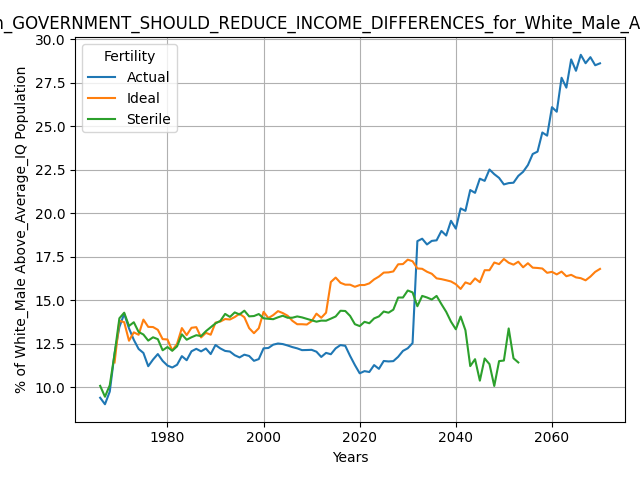 n_GOVERNMENT_SHOULD_REDUCE_INCOME_DIFFERENCES_for_White_Male_A
30.0
27.5
25.0
22.5
20.0
17.5
15.0
12.5
10.0
% of White_Male Above_Average_IQ Population
Fertility
Actual
Ideal
Sterile
1980
2000
2020
2040
2060
Years